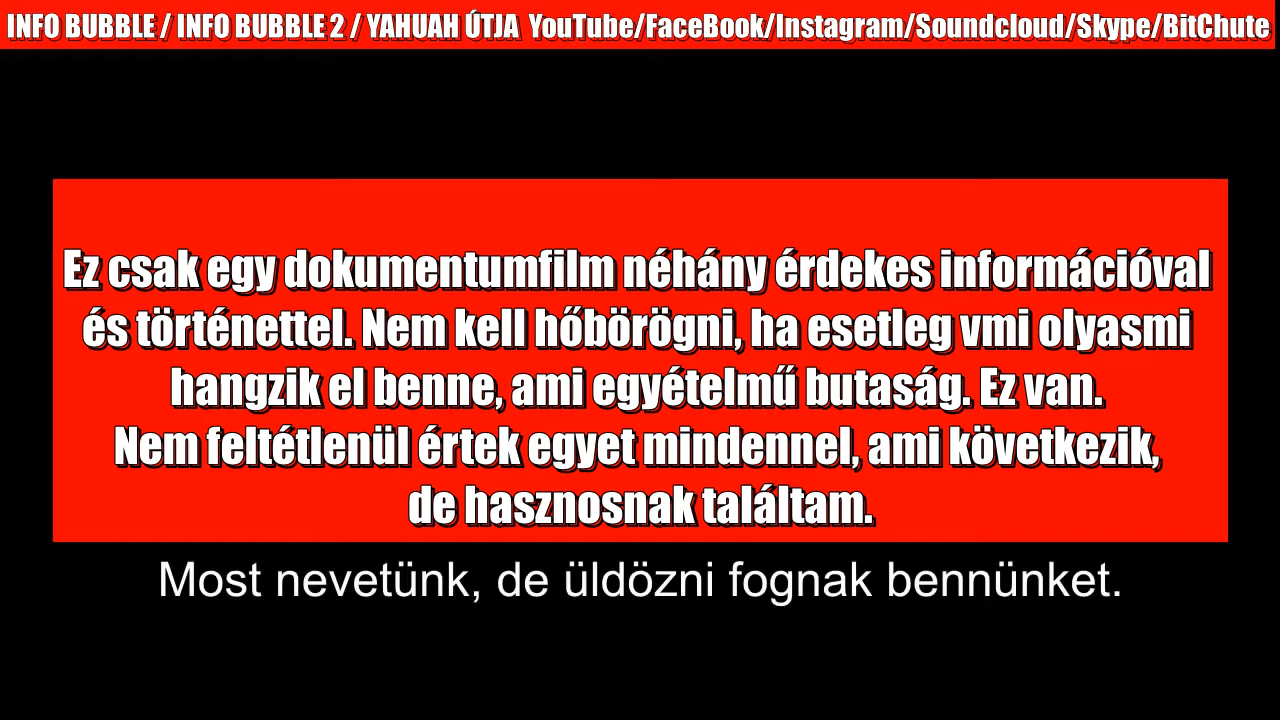 INFO BUBBLE / INFO BUBBLE 2 / YAHUAH ÚTJA YouTube/FaceBook/Instagram/Soundcloud/Skype/BitChute
Ez csak egy dokumentumfilm néhány érdekes információval
és történettel. Nem kell hőbörögni, ha esetleg vmi olyasmi
hangzik el benne, ami egyételmű butaság. Ez van.
Nem feltétlenül értek egyet mindennel, ami következik,
de hasznosnak találtam.
Most nevetünk, de üldözni fognak bennünket.